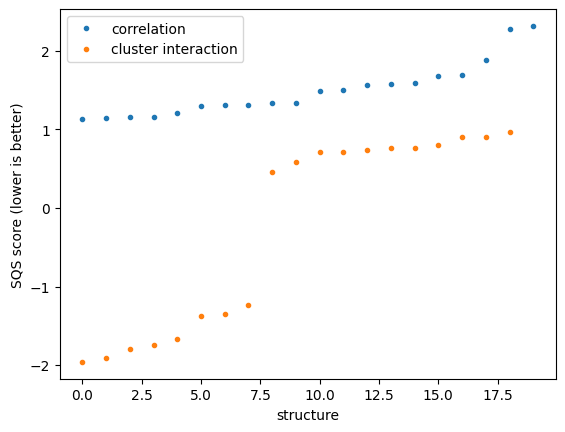 correlation
cluster interaction
SQS score (lower is better)
2
1
0
−1
−2
0.0 2.5 5.0 7.5 10.0 12.5 15.0 17.5
structure